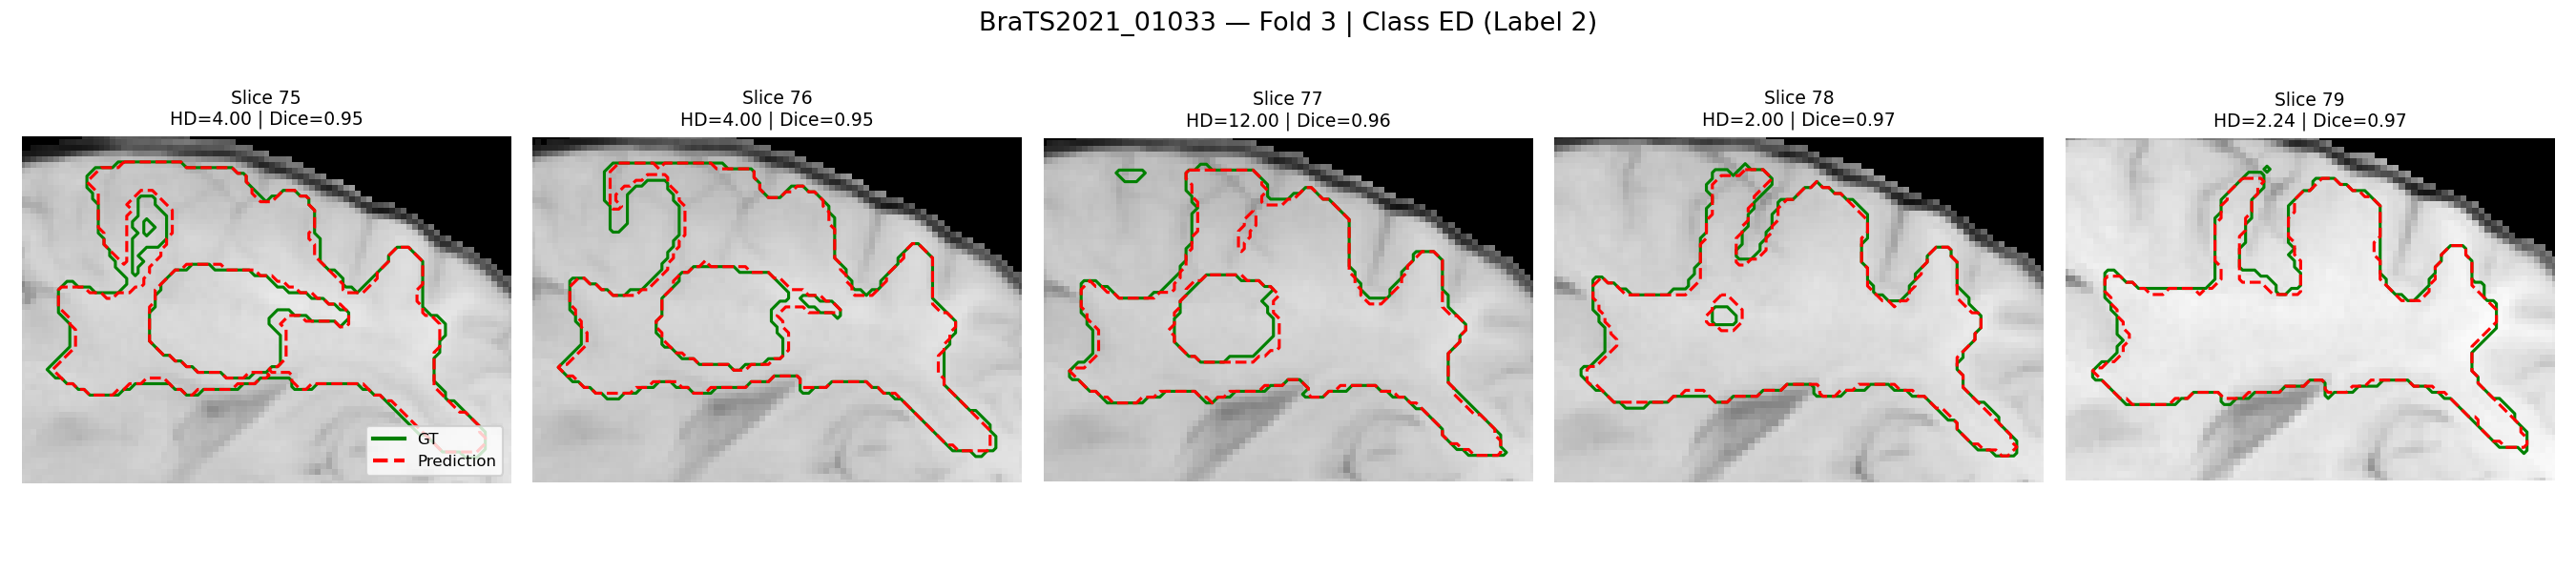 BraTS2021_01033 — Fold 3 | Class ED (Label 2)
Slice 75
HD=4.00 | Dice=0.95
Slice 76
HD=4.00 | Dice=0.95
Slice 77
HD=12.00 | Dice=0.96
Slice 78
HD=2.00 | Dice=0.97
Slice 79
HD=2.24 | Dice=0.97
GT
Prediction